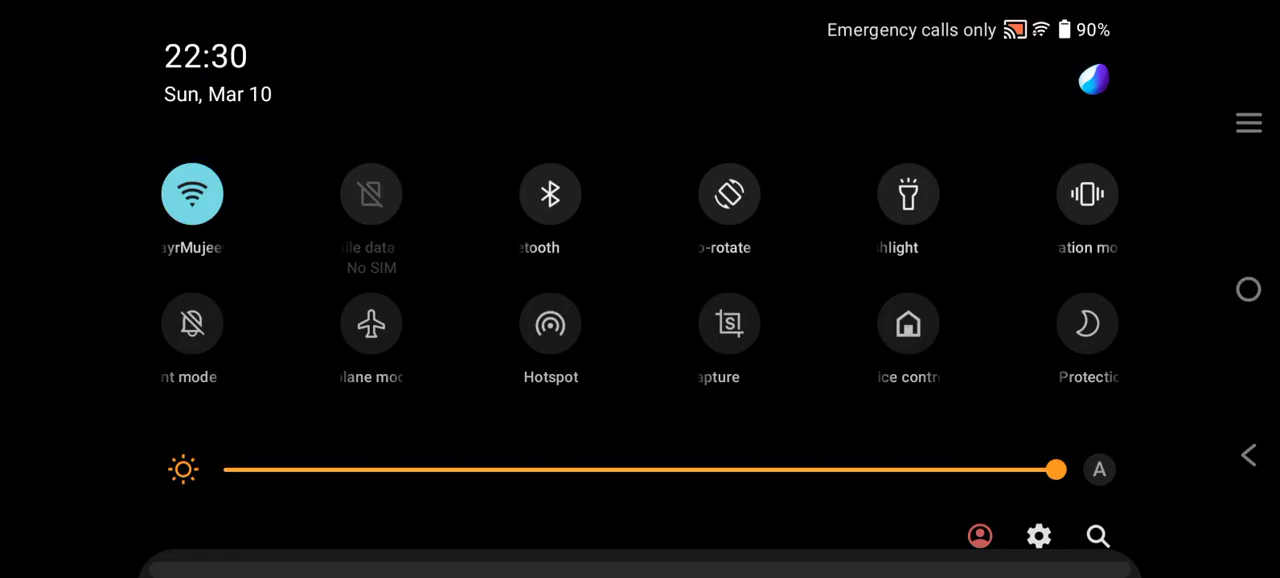 Emergency calls only 90%
22:30
Sun, Mar 10
ayrMujee
ile data
No SIM
etooth
o-rotate
hlight
ation mo
nt mode
lane mo
Hotspot
apture
ice contr
Protectic
A